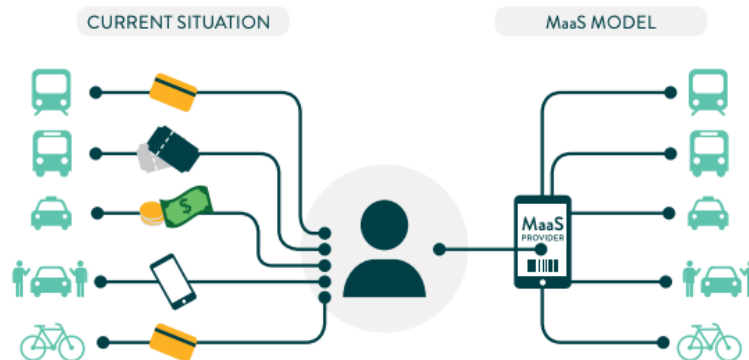 CURRENT SITUATION
MaaS MODEL
$
MaaS
PROVIDER